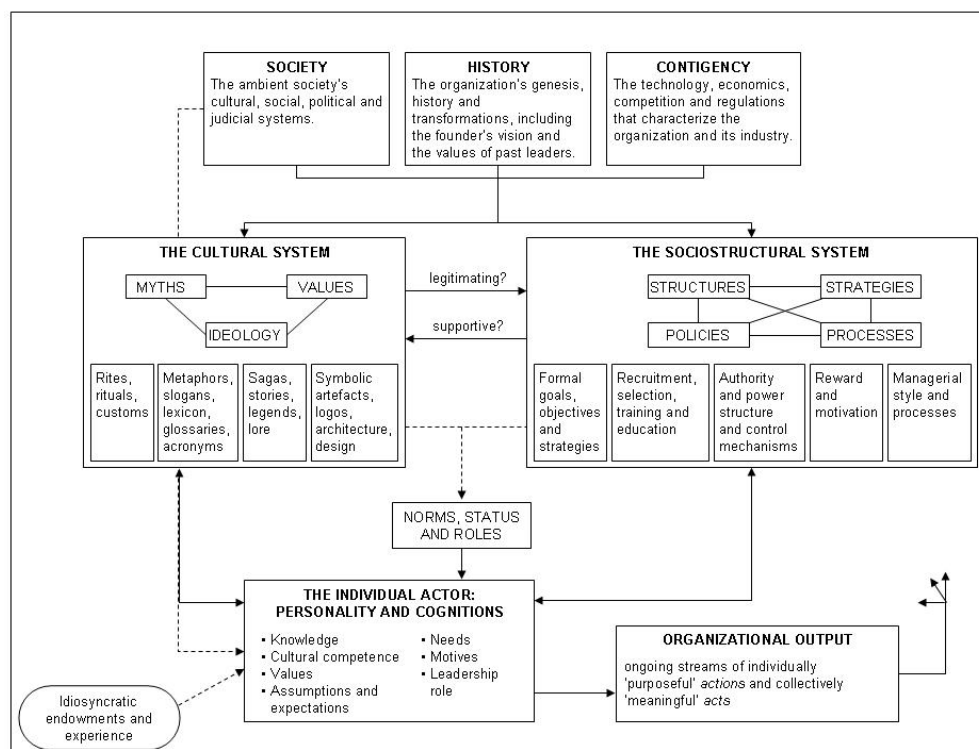 SOCIETY
The ambient society's
cultural, social, political and
judicial systems.
HISTORY
The organization's genesis,
history and
transformations, including
the founder's vision and
the values of past leaders.
CONTIGENCY
The technology, economics,
competition and regulations
that characterize the
organization and its industry.
THE CULTURAL SYSTEM
MYTHS
VALUES
IDEOLOGY
Rites,
rituals,
customs
Metaphors,
slogans,
lexicon,
glossaries,
acronyms
Sagas,
stories,
legends,
lore
Symbolic
artefacts,
logos,
architecture,
design
legitimating?
supportive?
THE SOCIOSTRUCTURAL SYSTEM
STRUCTURES
STRATEGIES
POLICIES
PROCESSES
Formal
goals,
objectives
and
strategies
Recruitment,
selection,
training and
education
Authority
and power
structure
and control
mechanisms
Reward
and
motivation
Managerial
style and
processes
NORMS, STATUS
AND ROLES
THE INDIVIDUAL ACTOR:
PERSONALITY AND COGNITIONS
▪ Knowledge
▪ Cultural competence
▪ Values
▪ Assumptions and
expectations
▪ Needs
▪ Motives
▪ Leadership
role
Idiosyncratic
endowments and
experience
ORGANIZATIONAL OUTPUT
ongoing streams of individually
'purposeful' actions and collectively
'meaningful' acts